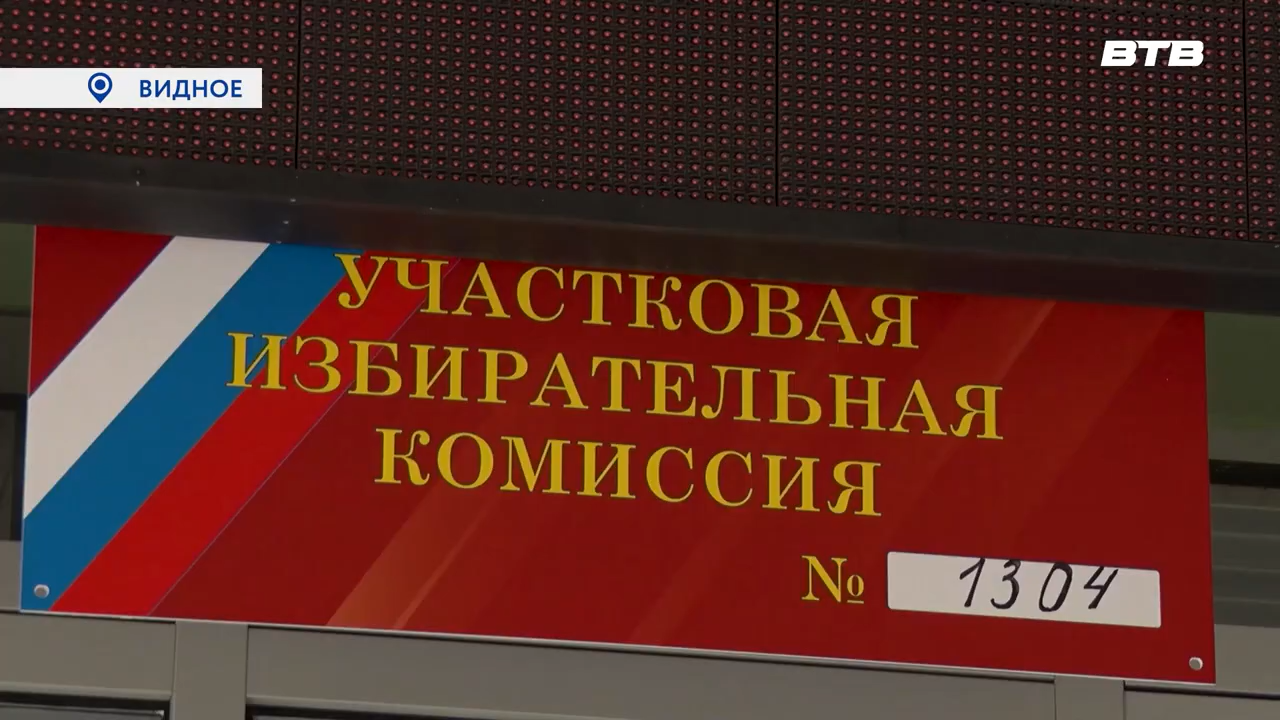 ВТВ
ВИДНОЕ
УЧАСТКОВАЯ
ИЗБИРАТЕЛЬНАЯ
КОМИССИЯ
№ 1304